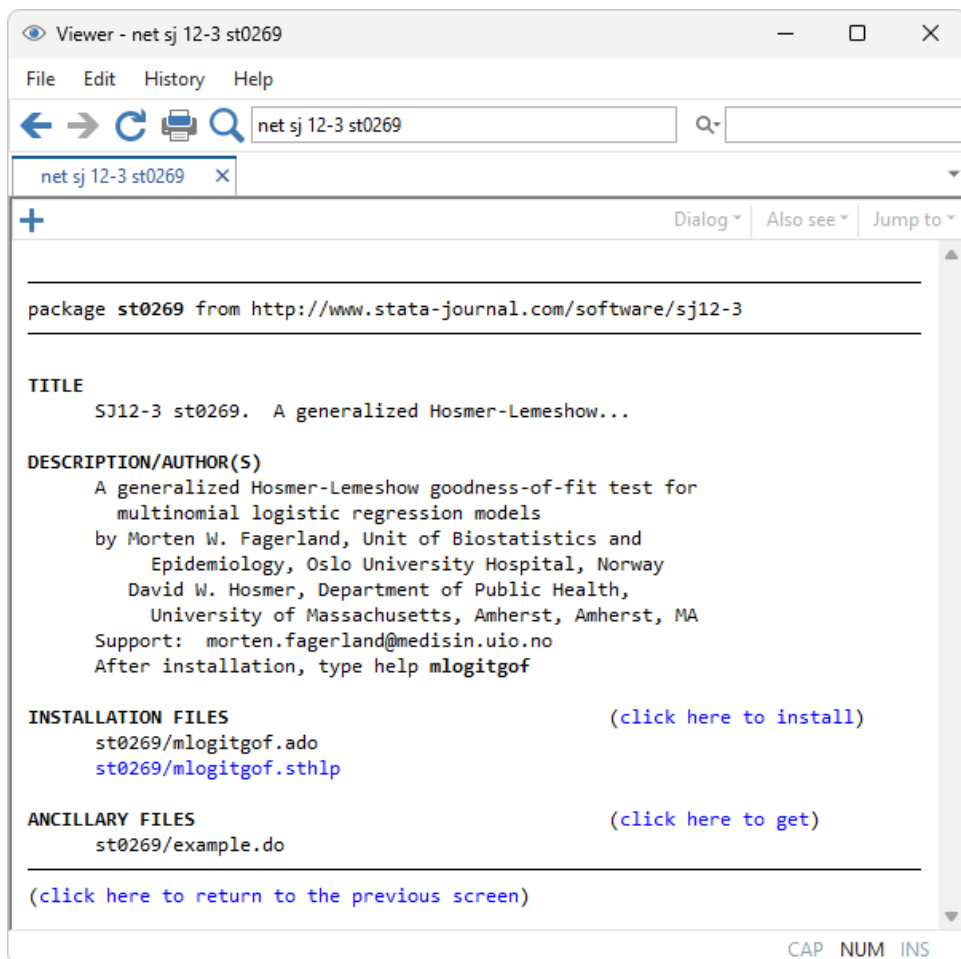 Viewer - net sj 12-3 st0269
File Edit History Help
net sj 12-3 st0269
net sj 12-3 st0269
Dialog Also see Jump to
package st0269 from http://www.stata-journal.com/software/sj12-3
TITLE
SJ12-3 st0269. A generalized Hosmer-Lemeshow...
DESCRIPTION/AUTHOR(S)
A generalized Hosmer-Lemeshow goodness-of-fit test for
multinomial logistic regression models
by Morten W. Fagerland, Unit of Biostatistics and
Epidemiology, Oslo University Hospital, Norway
David W. Hosmer, Department of Public Health,
University of Massachusetts, Amherst, Amherst, MA
Support: morten.fagerland@medisin.uio.no
After installation, type help mlogitgof
INSTALLATION FILES (click here to install)
st0269/mlogitgof.ado
st0269/mlogitgof.sthlp
ANCILLARY FILES (click here to get)
st0269/example.do
(click here to return to the previous screen)
CAP NUM INS